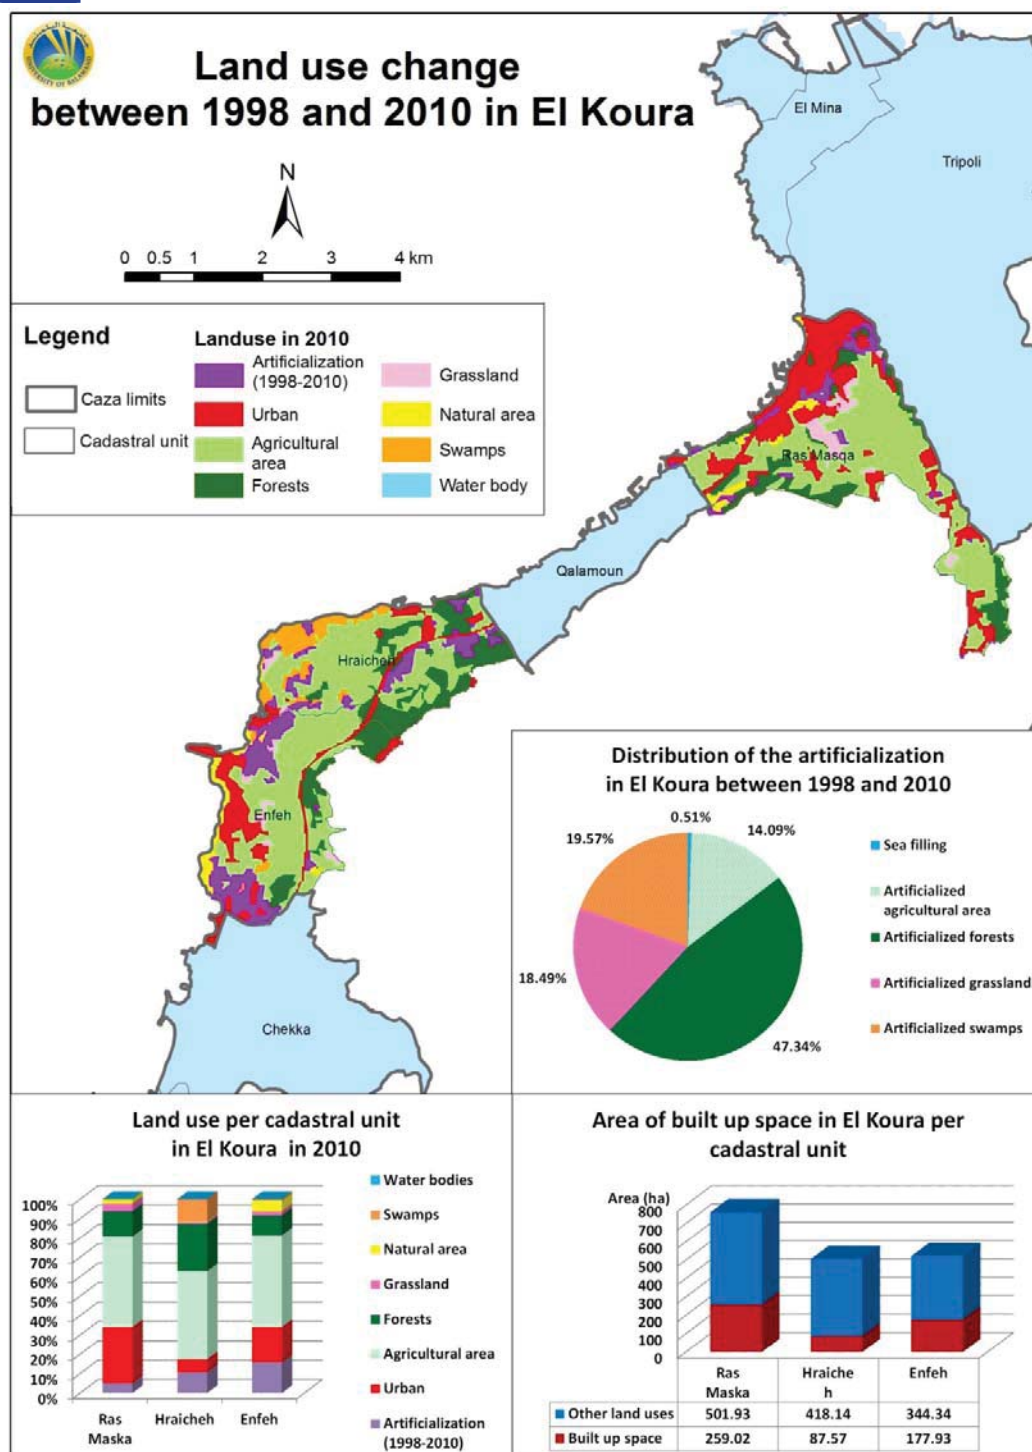 UNIVERSITY OF BALAMAND
Land use change
between 1998 and 2010 in El Koura
N
0 0.5 1 2 3 4 km
Legend
Caza limits
Cadastral unit
Landuse in 2010
Artificialization
(1998-2010)
Urban
Agricultural
area
Forests
Grassland
Natural area
Swamps
Water body
El Mina
Tripoli
Ras Masqa
Qalamoun
Hraicheh
Enfeh
Chekka
Distribution of the artificialization
in El Koura between 1998 and 2010
0.51%
14.09%
19.57%
18.49%
47.34%
Sea filling
Artificialized
agricultural area
Artificialized forests
Artificialized grassland
Artificialized swamps
Land use per cadastral unit
in El Koura in 2010
100%
90%
80%
70%
60%
50%
40%
30%
20%
10%
0%
Ras
Maska
Hraicheh
Enfeh
Water bodies
Swamps
Natural area
Grassland
Forests
Agricultural area
Urban
Artificialization
(1998-2010)
Area of built up space in El Koura per
cadastral unit
Area (ha)
800
700
600
500
400
300
200
100
0
Ras
Maska
Hraiche
h
Enfeh
Other land uses 501.93 418.14 344.34
Built up space 259.02 87.57 177.93